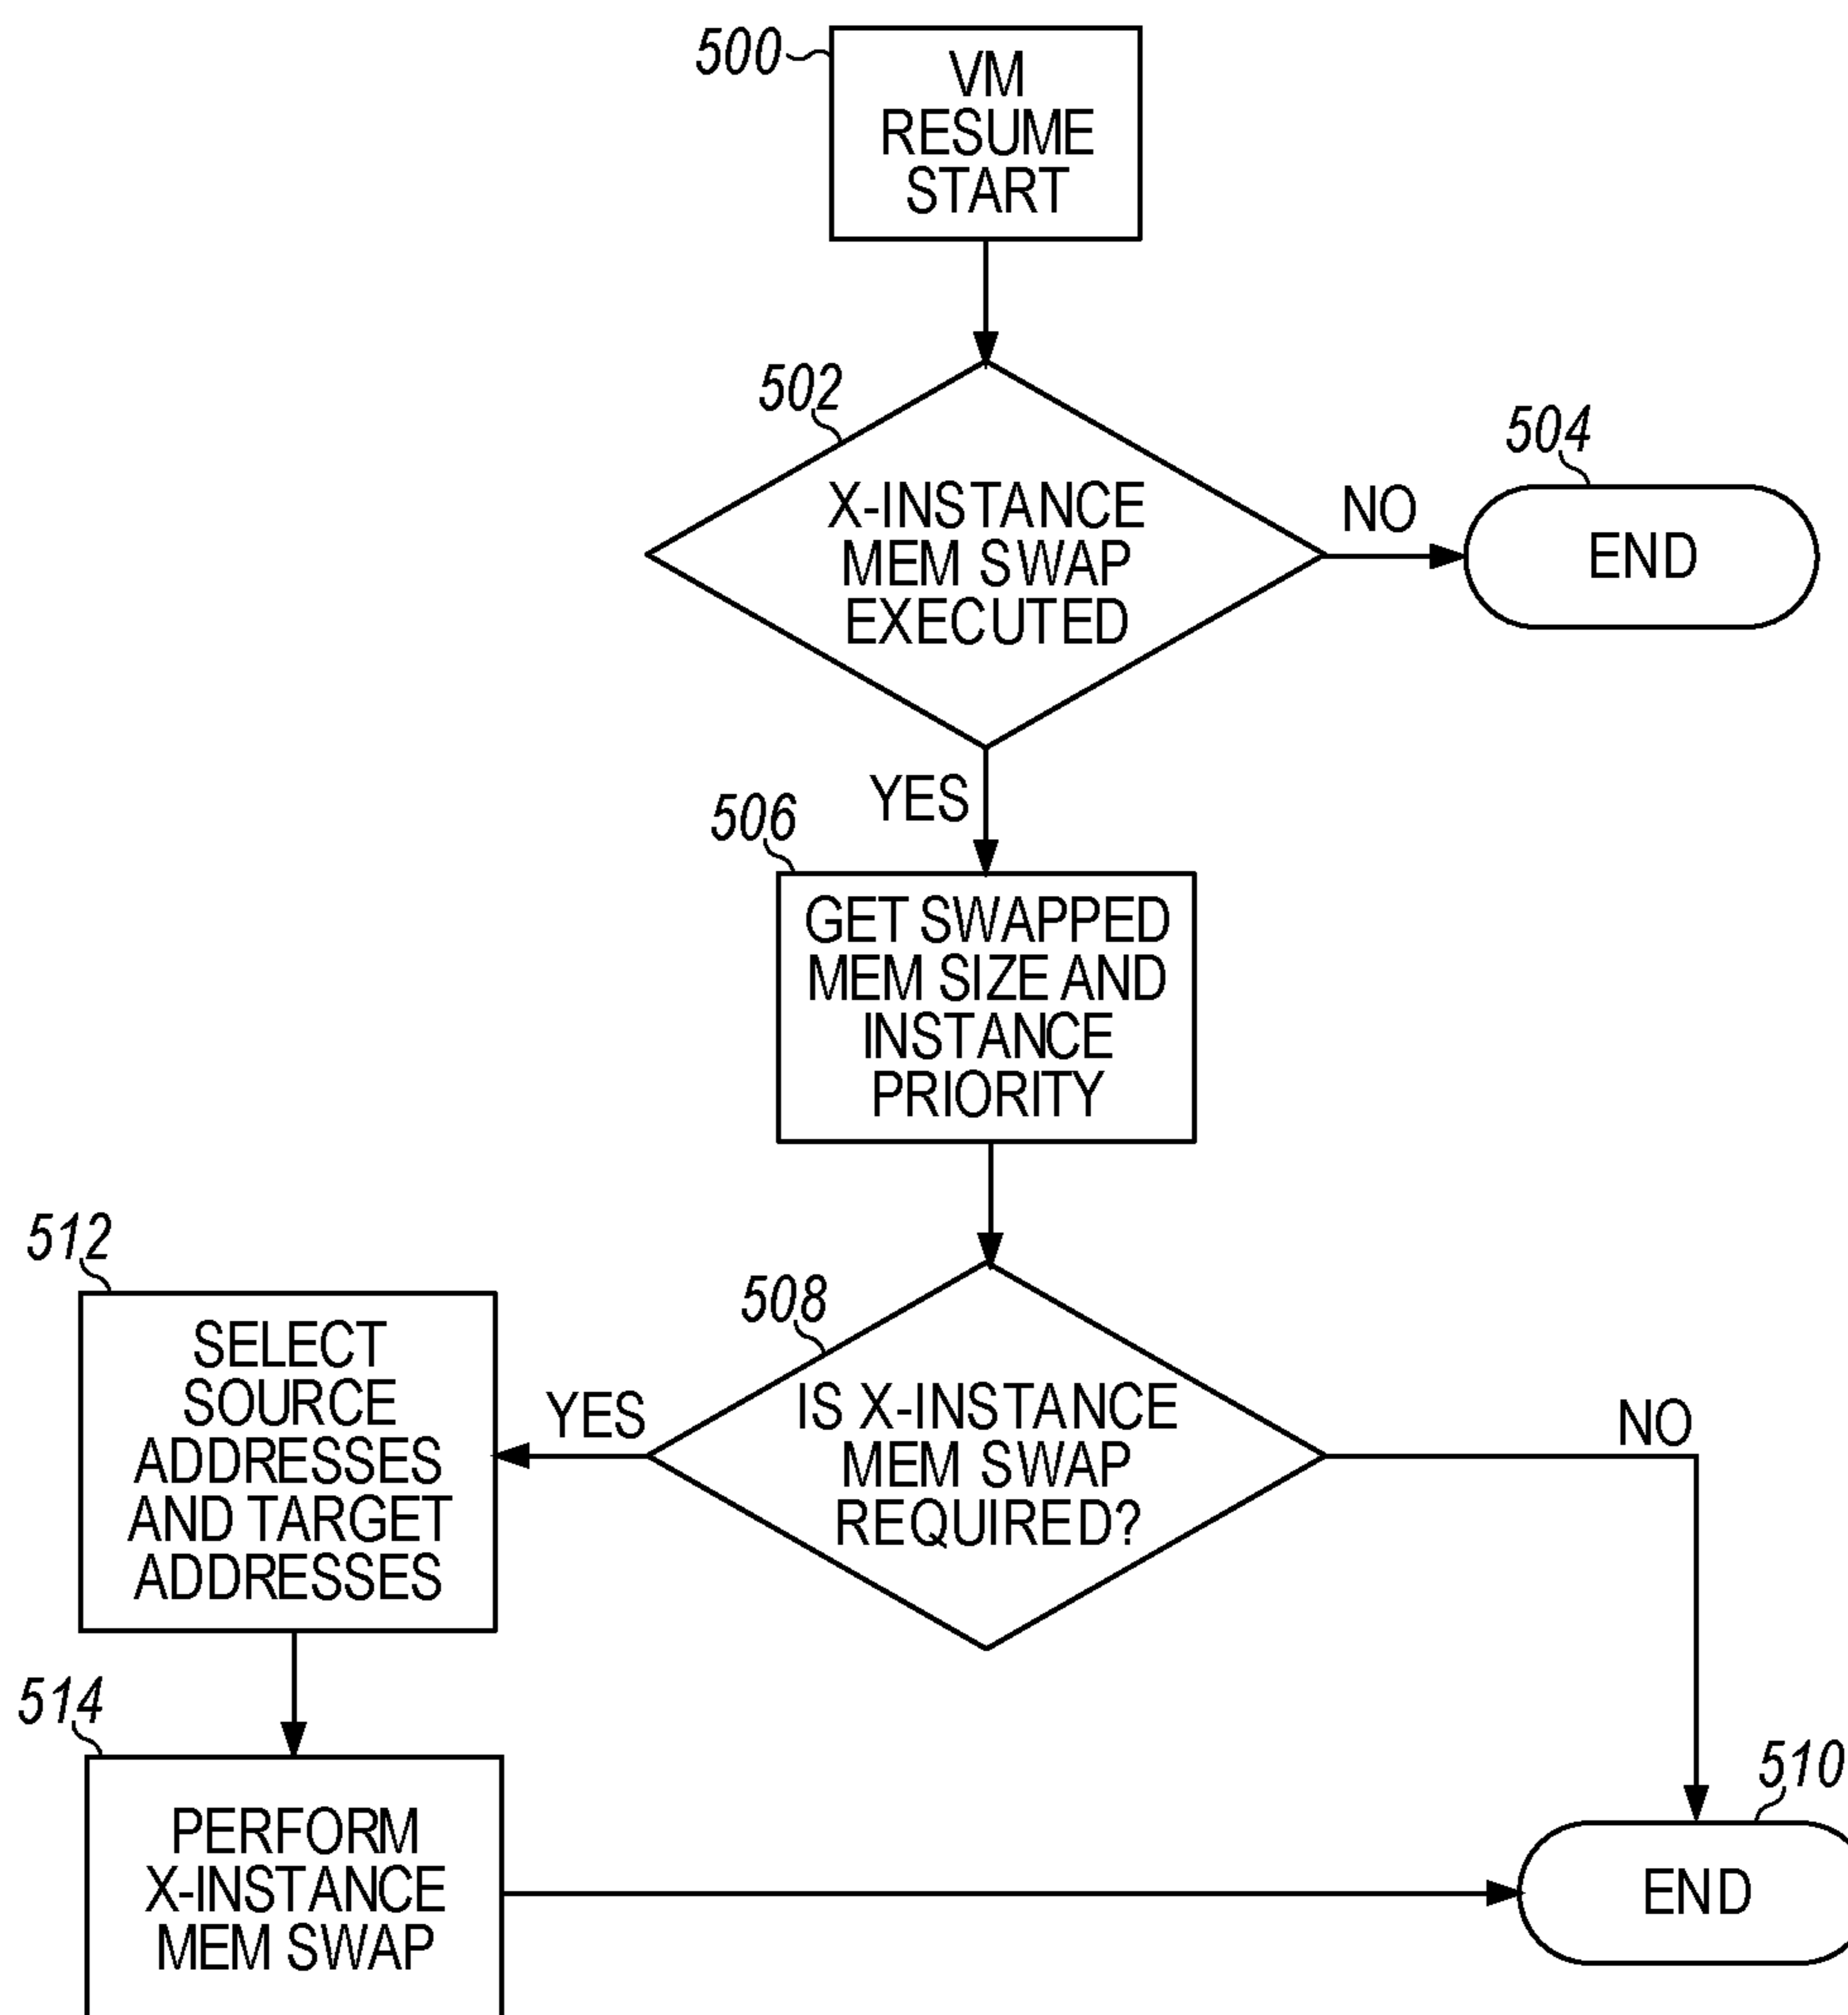 500
VM
RESUME
START
502
X-INSTANCE
MEM SWAP
EXECUTED
NO
504
END
YES
506
GET SWAPPED
MEM SIZE AND
INSTANCE
PRIORITY
508
IS X-INSTANCE
MEM SWAP
REQUIRED?
YES
NO
512
SELECT
SOURCE
ADDRESSES
AND TARGET
ADDRESSES
514
PERFORM
X-INSTANCE
MEM SWAP
510
END